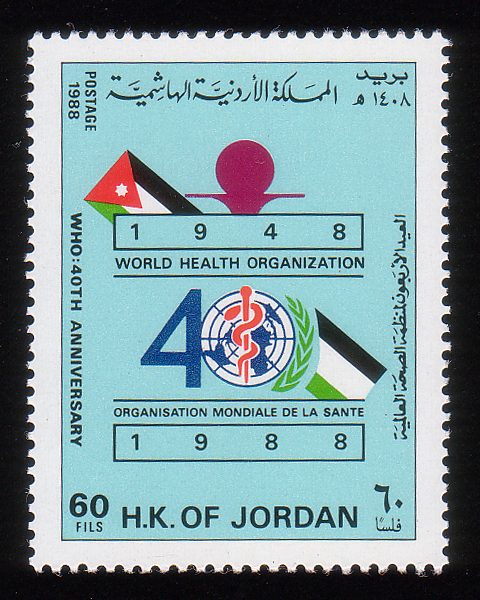 المملكة الأردنية الهاشمية
بريد
١٤٠٨ هـ
POSTAGE
1988
1 9 4 8
WORLD HEALTH ORGANIZATION
40
ORGANISATION MONDIALE DE LA SANTE
1 9 8 8
WHO: 40TH ANNIVERSARY
العيد الأربعون لمنظمة الصحة العالمية
60
FILS
H.K. OF JORDAN
٦٠
فلسًا